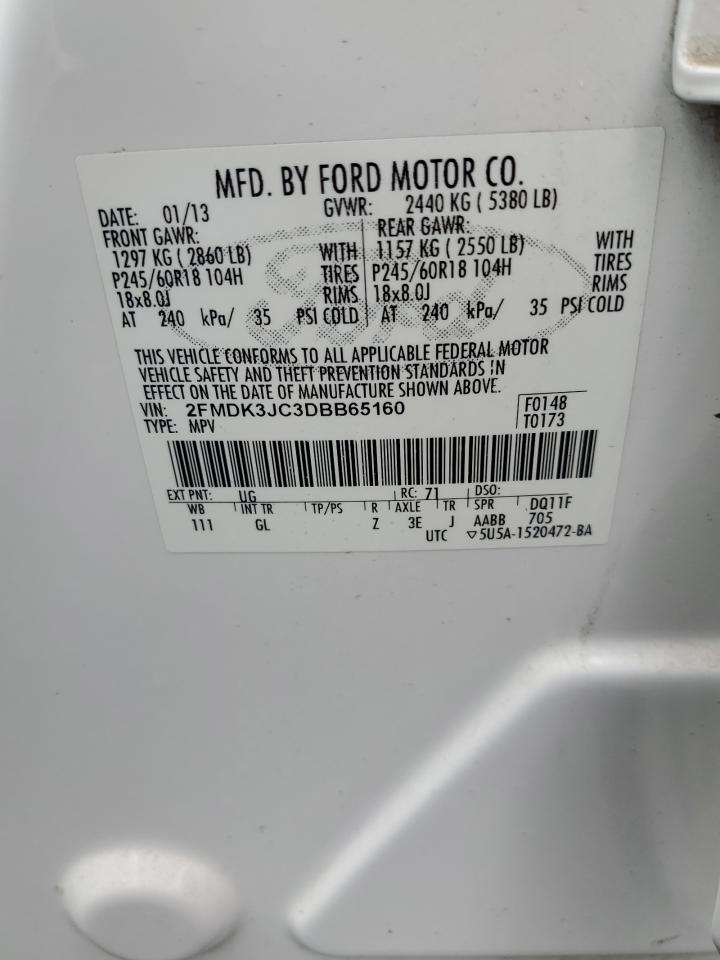 MFD. BY FORD MOTOR CO.
DATE: 01/13 GVWR: 2440 KG ( 5380 LB)
FRONT GAWR: REAR GAWR:
1297 KG ( 2860 LB) WITH 1157 KG ( 2550 LB) WITH
P245/60R18 104H TIRES P245/60R18 104H TIRES
18x8.0J RIMS 18x8.0J RIMS
AT 240 kPa/ 35 PSI COLD AT 240 kPa/ 35 PSI COLD
THIS VEHICLE CONFORMS TO ALL APPLICABLE FEDERAL MOTOR
VEHICLE SAFETY AND THEFT PREVENTION STANDARDS IN
EFFECT ON THE DATE OF MANUFACTURE SHOWN ABOVE.
VIN: 2FMDK3JC3DBB65160 F0148
TYPE: MPV T0173
EXT PNT: UG RC: 71 DSO:
WB INT TR TP/PS R AXLE TR SPR DQ11F
111 GL Z 3E J AABB 705
UTC ▽5U5A-1520472-BA